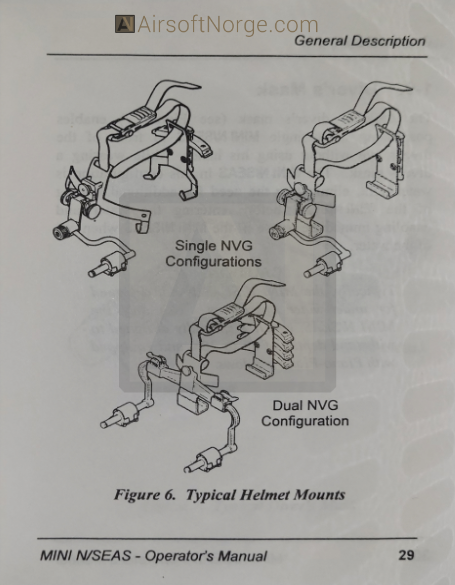 AirsoftNorge.com
General Description
Single NVG
Configurations
Dual NVG
Configuration
Figure 6. Typical Helmet Mounts
MINI N/SEAS - Operator's Manual 29